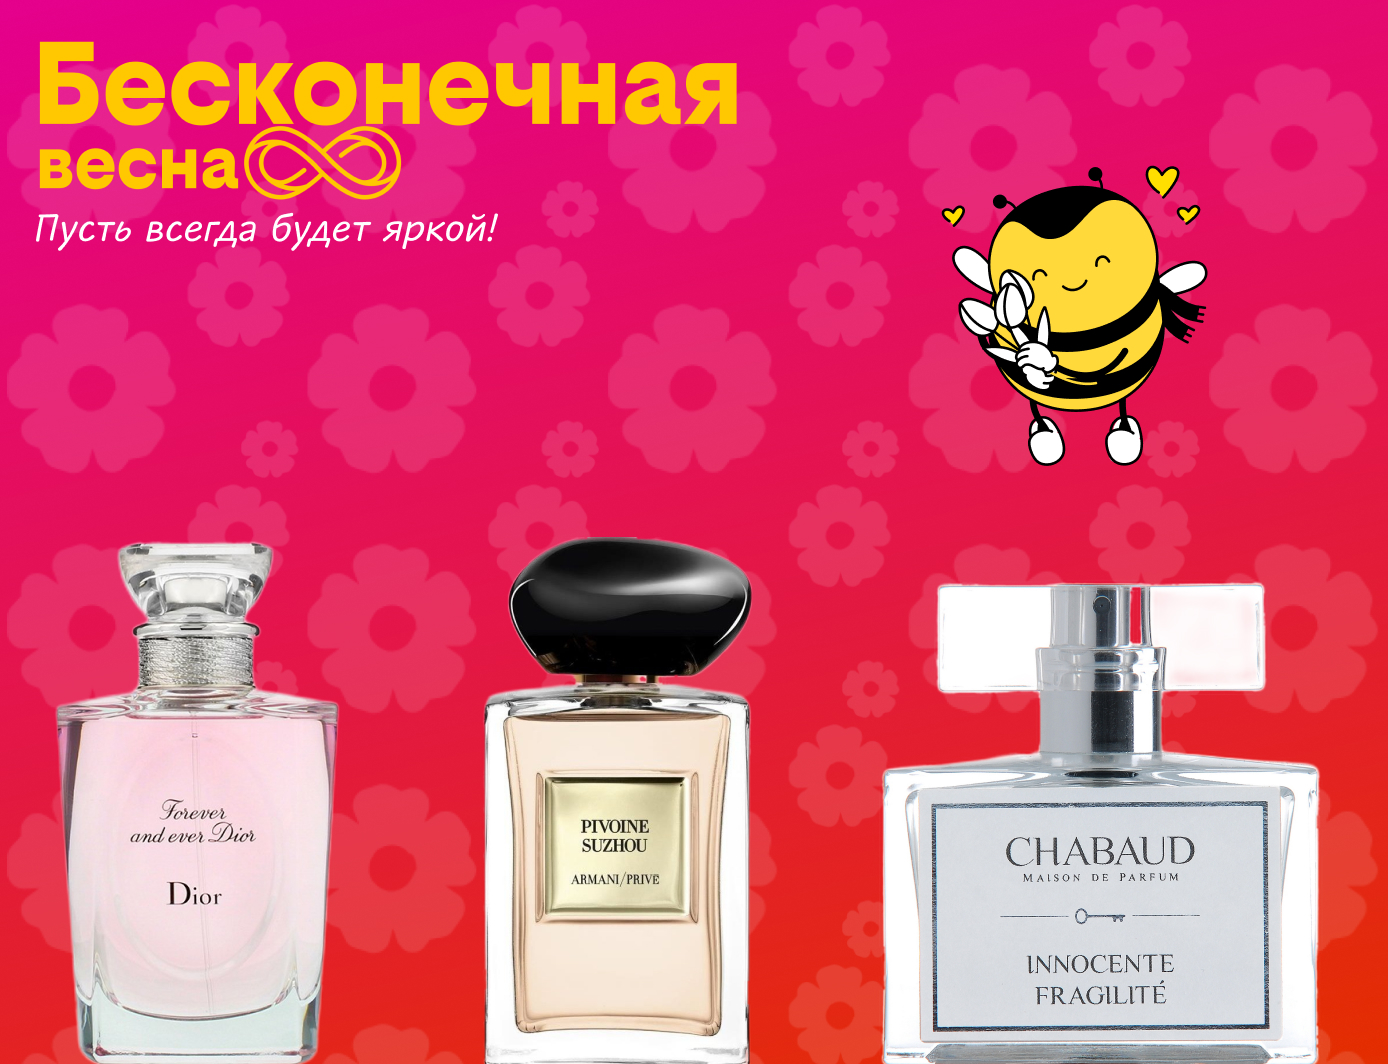 Бесконечная
весна
Пусть всегда будет яркой!
Forever
and ever Dior
Dior
PIVOINE
SUZHOU
ARMANI/PRIVE
CHABAUD
MAISON DE PARFUM
INNOCENTE
FRAGILITÉ